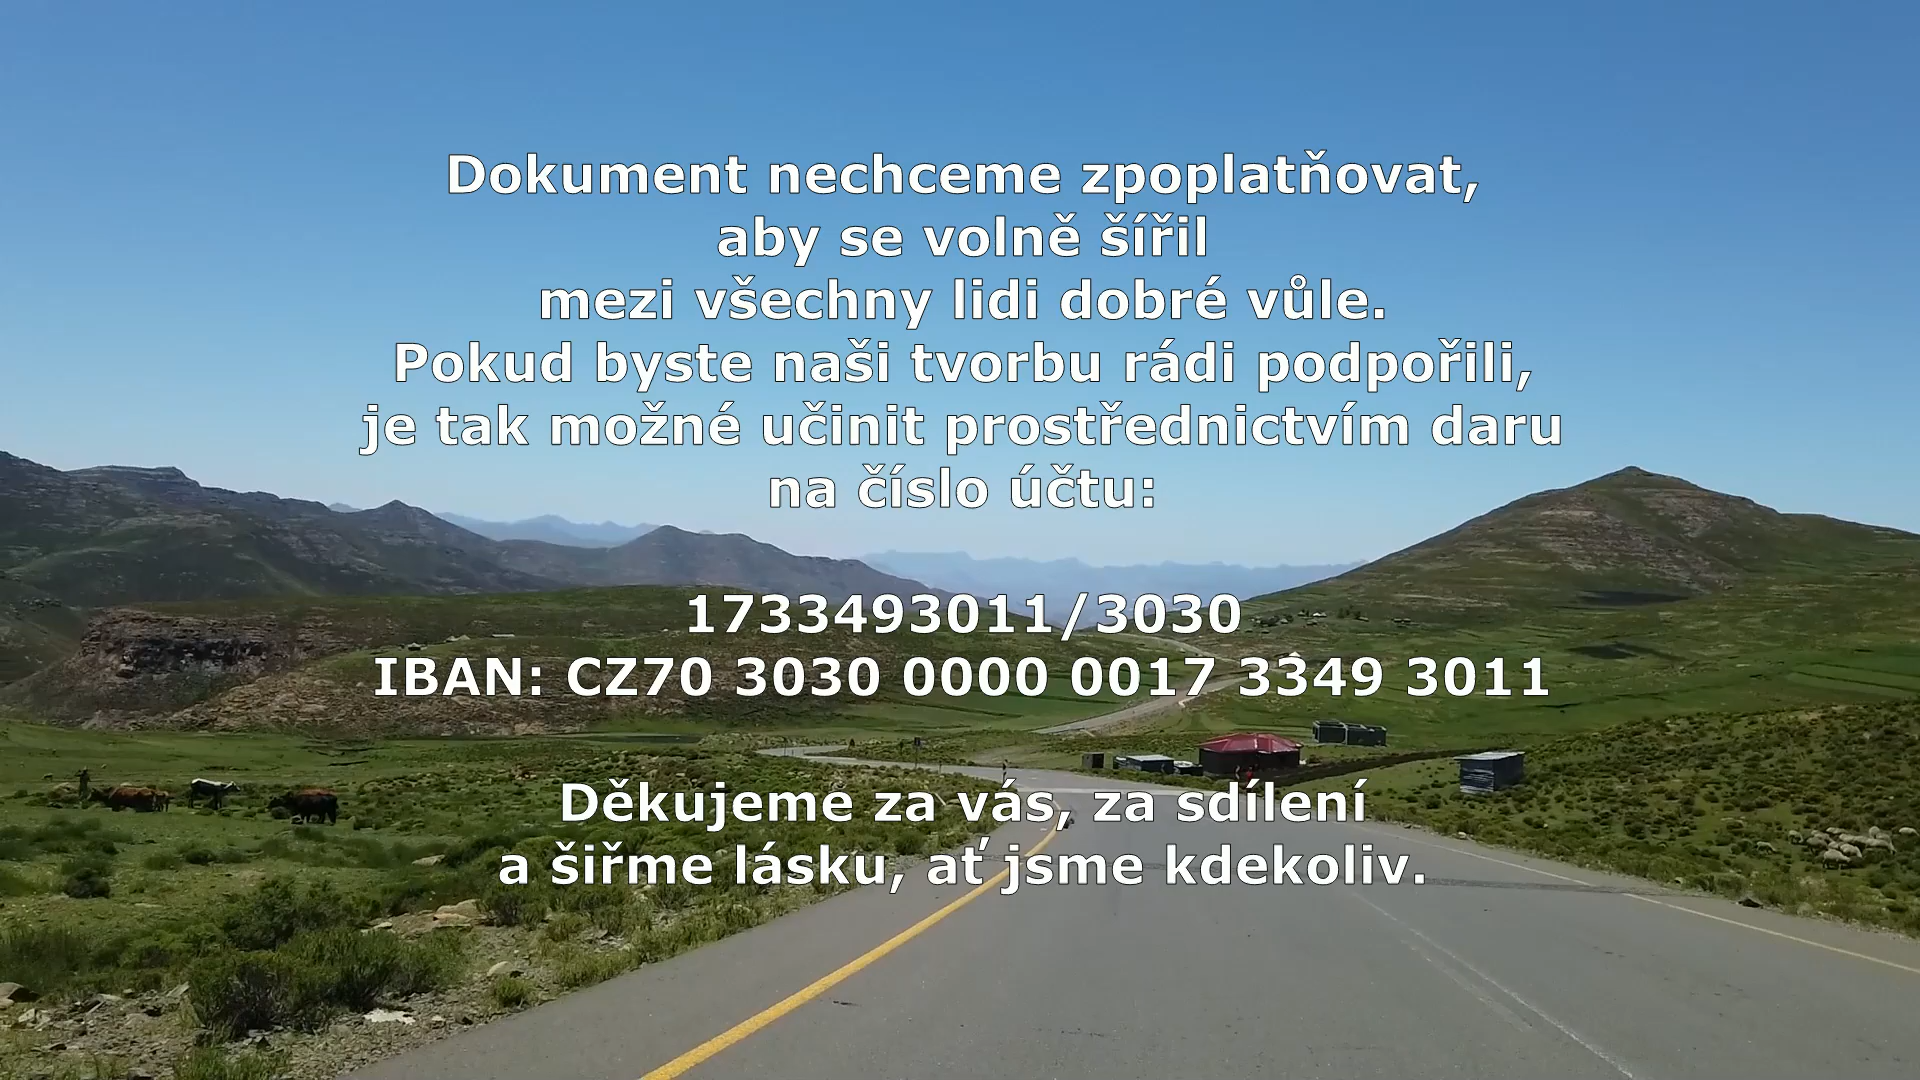 Dokument nechceme zpoplatňovat,
aby se volně šířil
mezi všechny lidi dobré vůle.
Pokud byste naši tvorbu rádi podpořili,
je tak možné učinit prostřednictvím daru
na číslo účtu:
1733493011/3030
IBAN: CZ70 3030 0000 0017 3349 3011
Děkujeme za vás, za sdílení
a šiřme lásku, ať jsme kdekoliv.